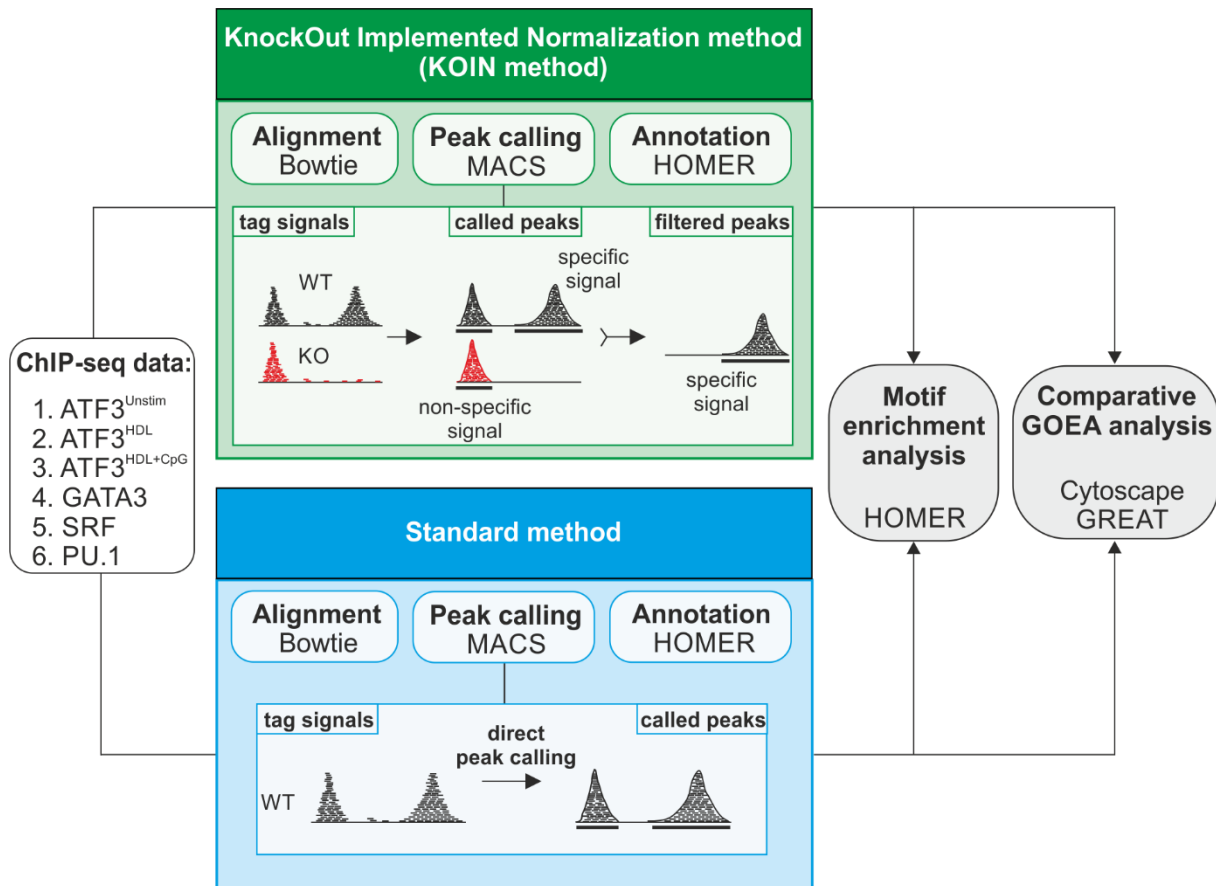 KnockOut Implemented Normalization method
(KOIN method)
Alignment
Bowtie
Peak calling
MACS
Annotation
HOMER
tag signals
called peaks
filtered peaks
WT
specific
signal
KO
non-specific
signal
specific
signal
ChIP-seq data:
1. ATF3Unstim
2. ATF3HDL
3. ATF3HDL+CpG
4. GATA3
5. SRF
6. PU.1
Motif
enrichment
analysis
HOMER
Comparative
GOEA analysis
Cytoscape
GREAT
Standard method
Alignment
Bowtie
Peak calling
MACS
Annotation
HOMER
tag signals
direct
peak calling
called peaks
WT